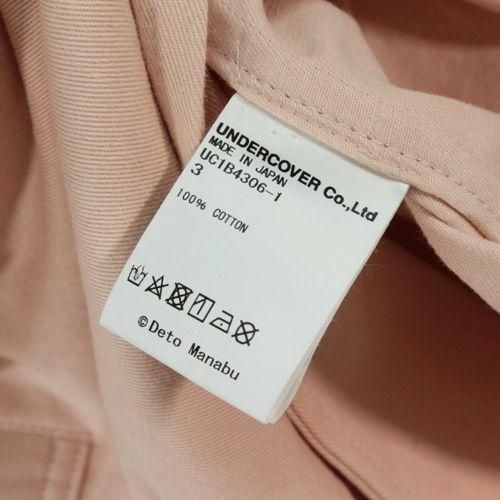 UNDERCOVER Co.,Ltd
MADE IN JAPAN
UC1B4306-1
3
100% COTTON
©Deto Manabu